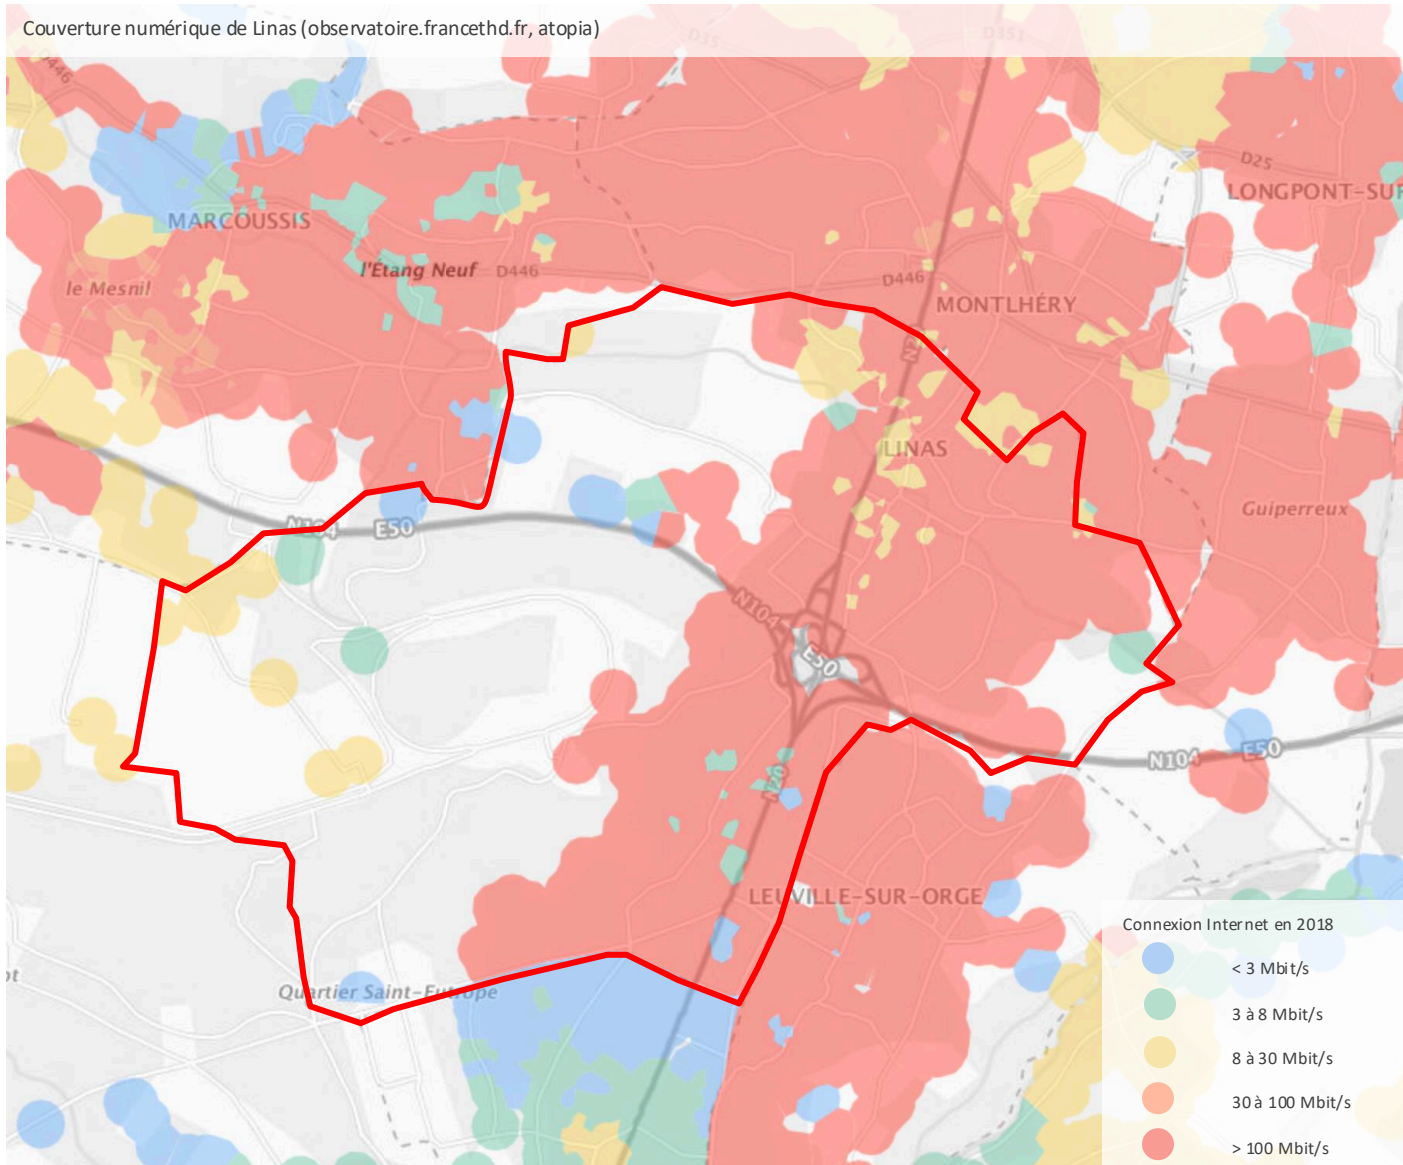 Couverture numérique de Linas (observatoire.francethd.fr, atopia)
D35
D351
D446
D25
LONGPONT-SUR
MARCOUSSIS
l'Étang Neuf
D446
D446
le Mesnil
MONTLHÉRY
LINAS
Guiperreux
N104
E50
N104
E50
N104
E50
N20
LEUVILLE-SUR-ORGE
Quartier Saint-Eutrope
Connexion Internet en 2018
< 3 Mbit/s
3 à 8 Mbit/s
8 à 30 Mbit/s
30 à 100 Mbit/s
> 100 Mbit/s